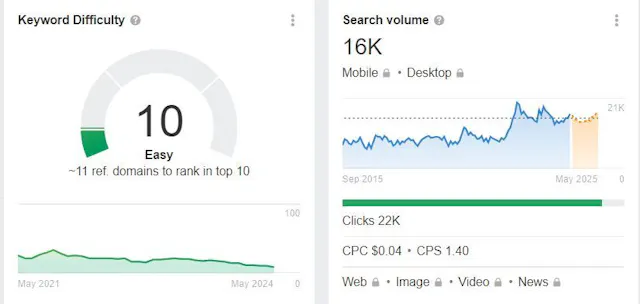 Keyword Difficulty ?
10
Easy
~11 ref. domains to rank in top 10
100
May 2021 May 2024 0
Search volume ?
16K
Mobile • Desktop
21K
Sep 2015 May 2025 0
Clicks 22K
CPC $0.04 • CPS 1.40
Web • Image • Video • News